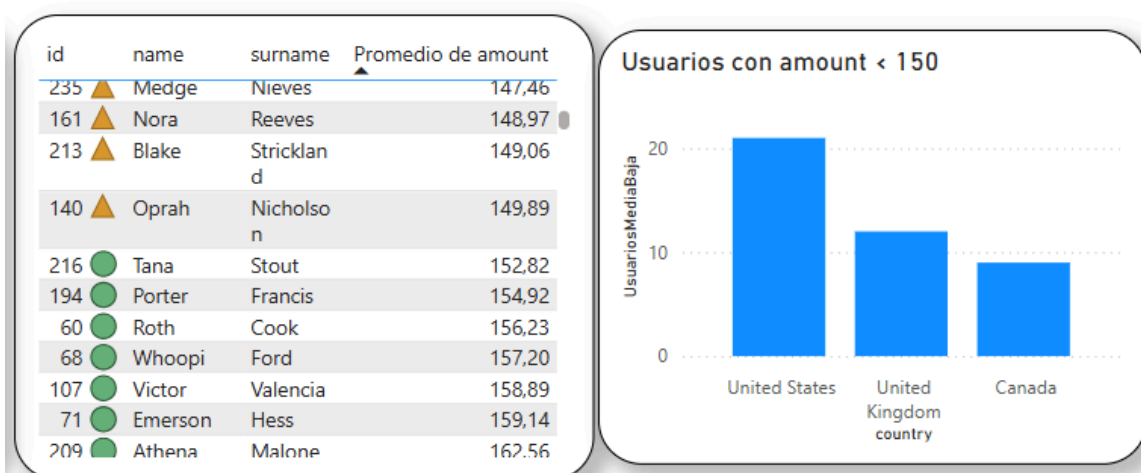 id name surname Promedio de amount
235 Medge Nieves 147,46
161 Nora Reeves 148,97
213 Blake Stricklan
d 149,06
140 Oprah Nicholso
n 149,89
216 Tana Stout 152,82
194 Porter Francis 154,92
60 Roth Cook 156,23
68 Whoopi Ford 157,20
107 Victor Valencia 158,89
71 Emerson Hess 159,14
209 Athena Malone 162,56
Usuarios con amount < 150
UsuariosMediaBaja
20
10
0
United States
United
Kingdom
Canada
country